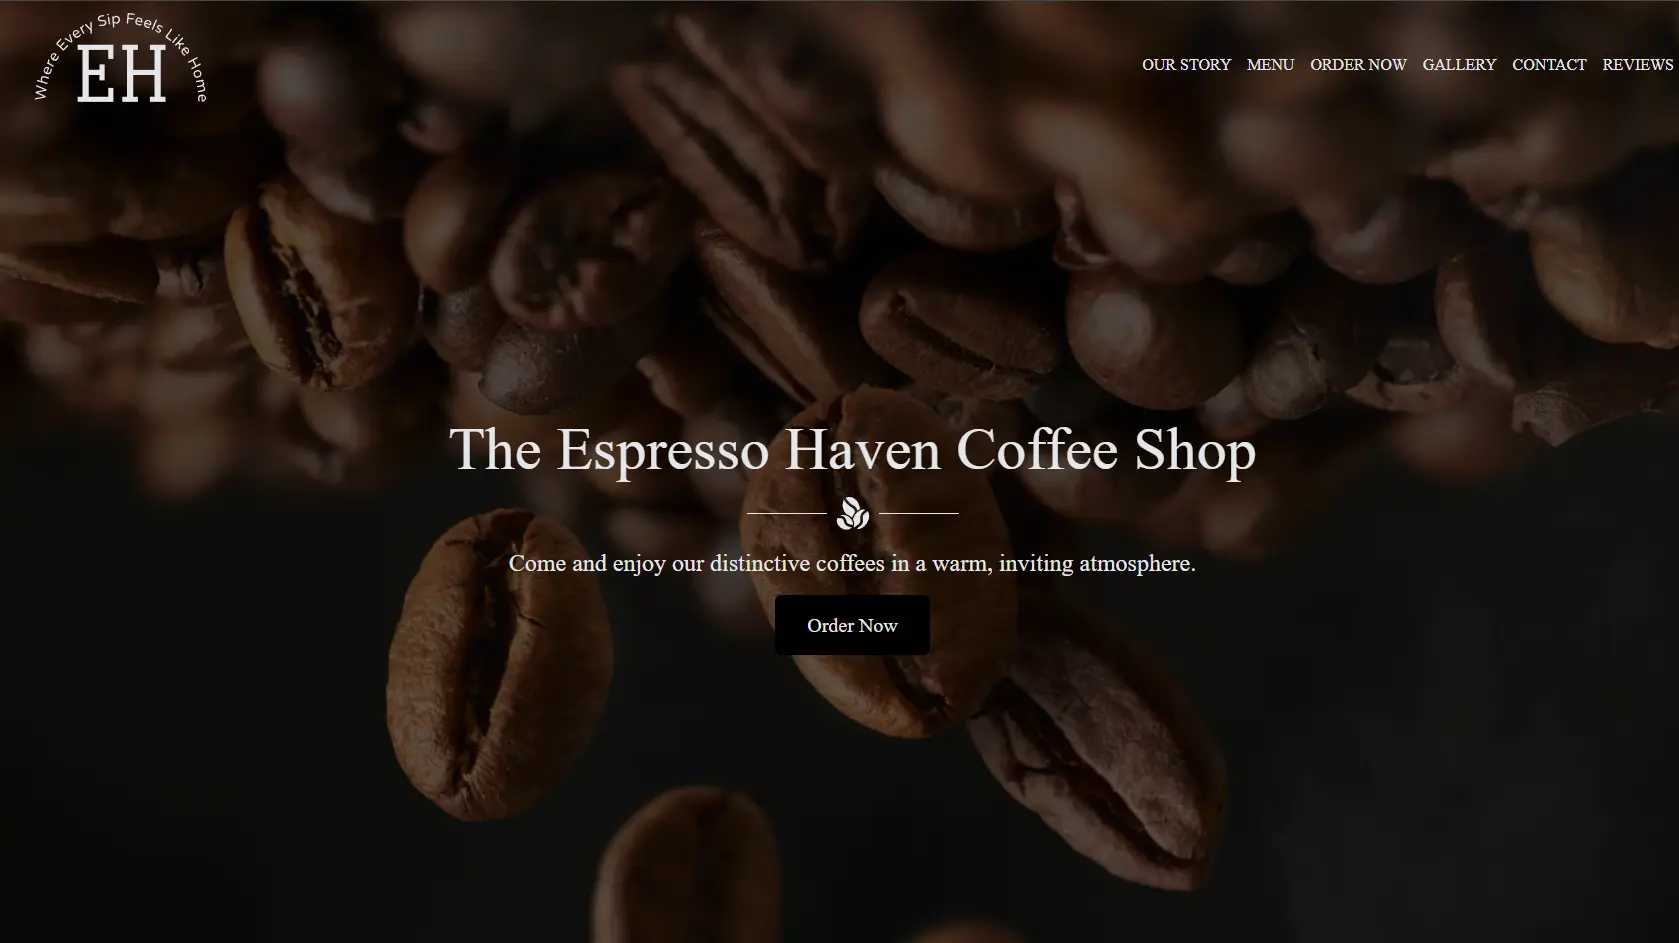 Where Every Sip Feels Like Home
EH
OUR STORY MENU ORDER NOW GALLERY CONTACT REVIEWS
The Espresso Haven Coffee Shop
Come and enjoy our distinctive coffees in a warm, inviting atmosphere.
Order Now